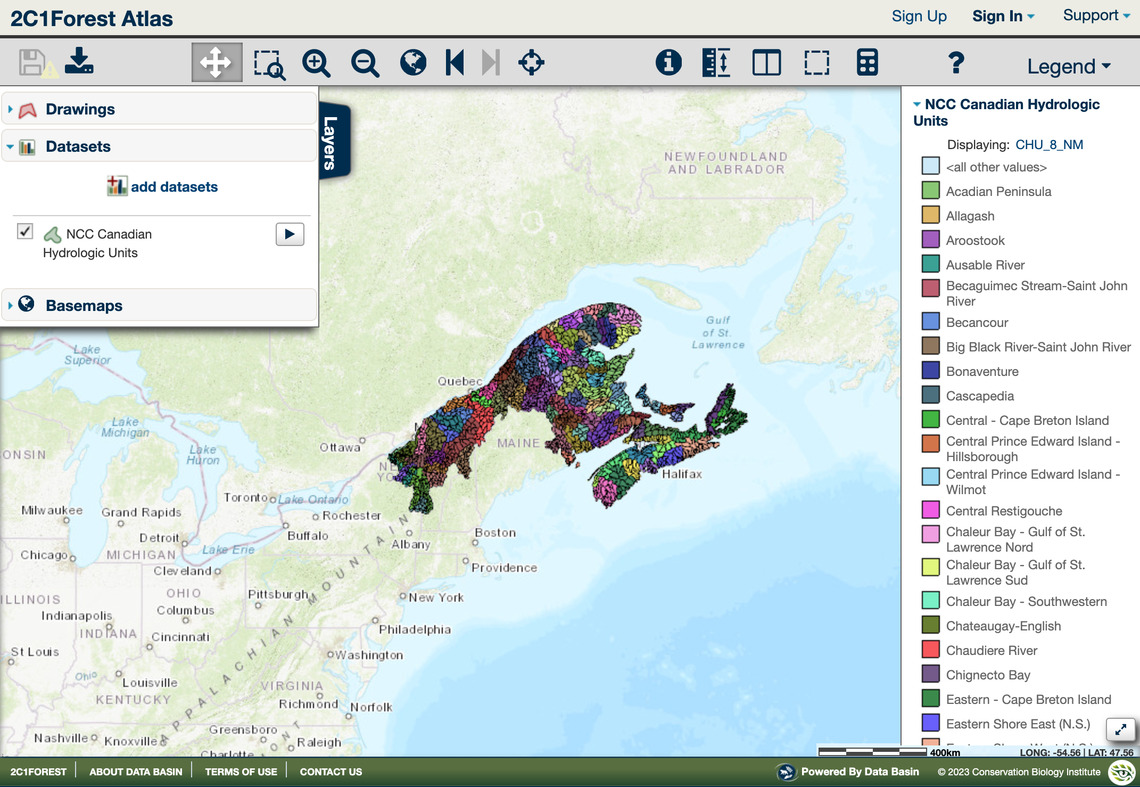 2C1Forest Atlas
Sign Up
Sign In
Support
Legend
Drawings
Datasets
add datasets
NCC Canadian
Hydrologic Units
Basemaps
Layers
NEWFOUNDLAND
AND LABRADOR
Gulf
of St.
Lawrence
Lake
Superior
Quebec
Lake
Michigan
Lake
Huron
Ottawa
MAINE
Halifax
Toronto
Lake Ontario
Milwaukee
Grand Rapids
Rochester
Detroit
Buffalo
Albany
Boston
Chicago
MICHIGAN
Lake Erie
Providence
Cleveland
ILLINOIS
OHIO
Pittsburgh
New York
Indianapolis
Columbus
INDIANA
Cincinnati
Philadelphia
St Louis
Washington
Ohio
Louisville
VIRGINIA
KENTUCKY
Richmond
Norfolk
APPALACHIAN MOUNTAIN
Nashville
Knoxville
Greensboro
Raleigh
Charlotte
NCC Canadian Hydrologic
Units
Displaying: CHU_8_NM
<all other values>
Acadian Peninsula
Allagash
Aroostook
Ausable River
Becaguimec Stream-Saint John
River
Becancour
Big Black River-Saint John River
Bonaventure
Cascapedia
Central - Cape Breton Island
Central Prince Edward Island -
Hillsborough
Central Prince Edward Island -
Wilmot
Central Restigouche
Chaleur Bay - Gulf of St.
Lawrence Nord
Chaleur Bay - Gulf of St.
Lawrence Sud
Chaleur Bay - Southwestern
Chateaugay-English
Chaudiere River
Chignecto Bay
Eastern - Cape Breton Island
Eastern Shore East (N.S.)
400km
LONG: -54.56 | LAT: 47.56
2C1FOREST
ABOUT DATA BASIN
TERMS OF USE
CONTACT US
Powered By Data Basin
© 2023 Conservation Biology Institute